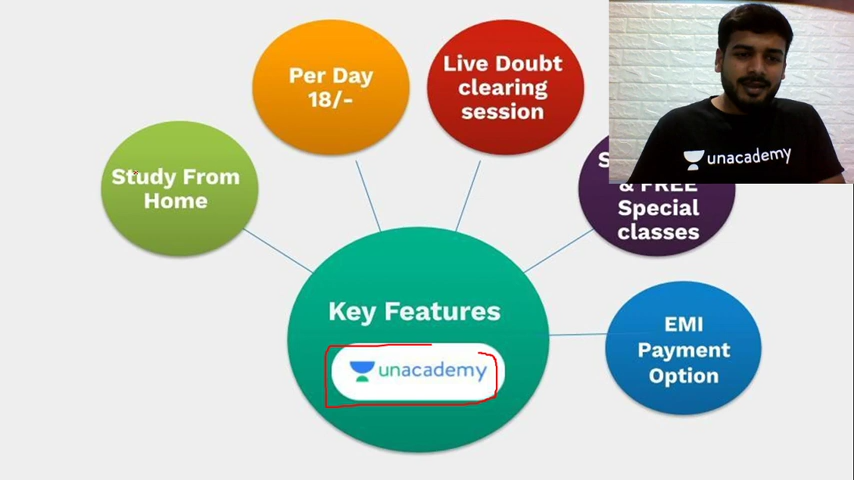 Per Day
18/-
Live Doubt
clearing
session
Study From
Home
& FREE
Special
classes
Key Features
unacademy
EMI
Payment
Option
unacademy